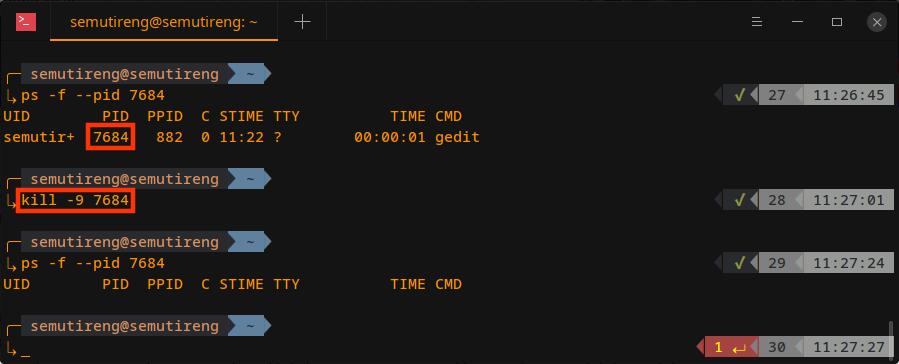 semutireng@semutireng: ~
semutireng@semutireng ~
ps -f --pid 7684 ✓ 27 11:26:45
UID PID PPID C STIME TTY TIME CMD
semutir+ 7684 882 0 11:22 ? 00:00:01 gedit
semutireng@semutireng ~
kill -9 7684 ✓ 28 11:27:01
semutireng@semutireng ~
ps -f --pid 7684 ✓ 29 11:27:24
UID PID PPID C STIME TTY TIME CMD
semutireng@semutireng ~
_ 1 ↵ 30 11:27:27